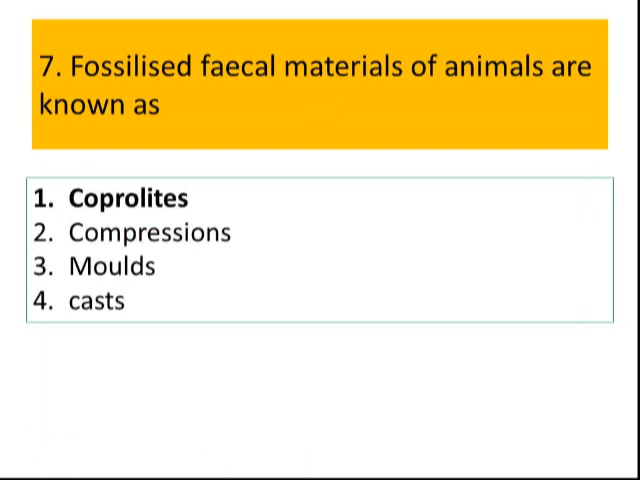 7. Fossilised faecal materials of animals are
known as
1. Coprolites
2. Compressions
3. Moulds
4. casts